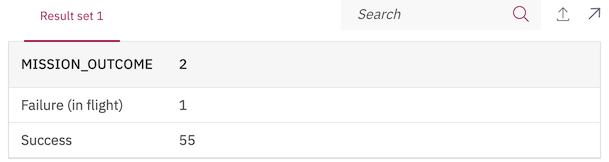 Result set 1
Search
MISSION_OUTCOME 2
Failure (in flight) 1
Success 55